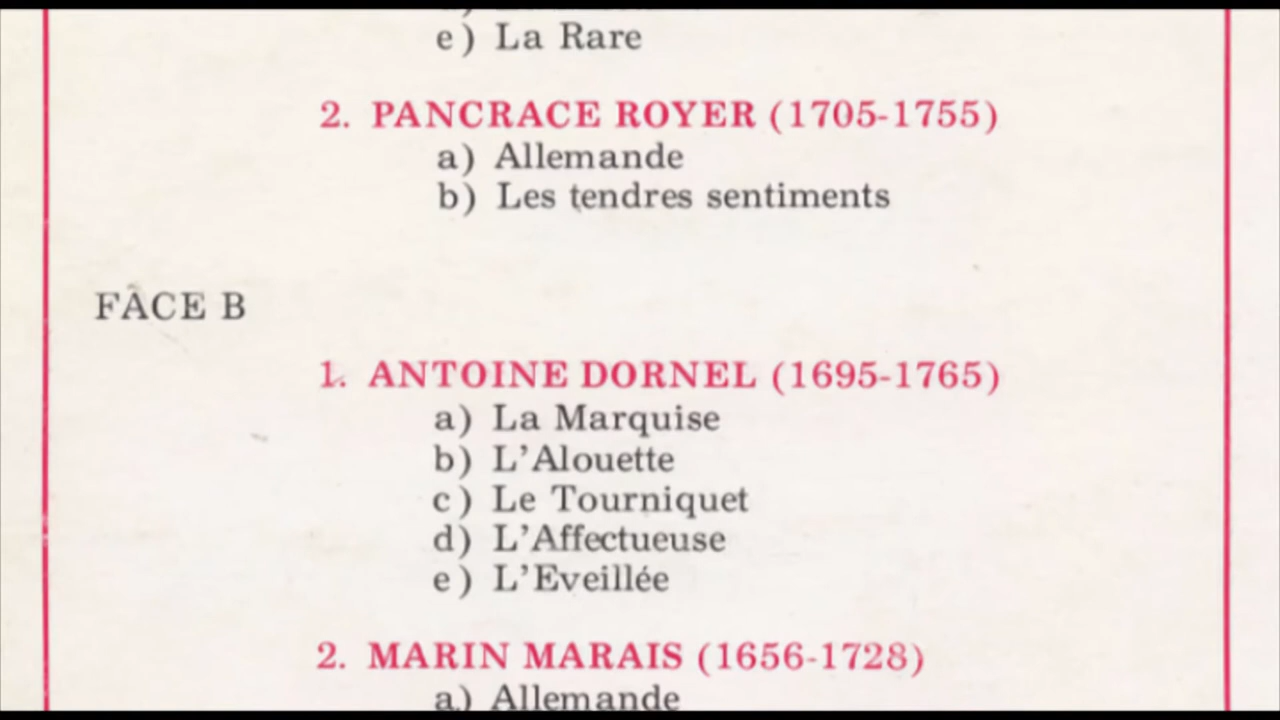 e) La Rare
2. PANCRACE ROYER (1705-1755)
a) Allemande
b) Les tendres sentiments
FACE B
1. ANTOINE DORNEL (1695-1765)
a) La Marquise
b) L'Alouette
c) Le Tourniquet
d) L'Affectueuse
e) L'Eveillée
2. MARIN MARAIS (1656-1728)
a) Allemande